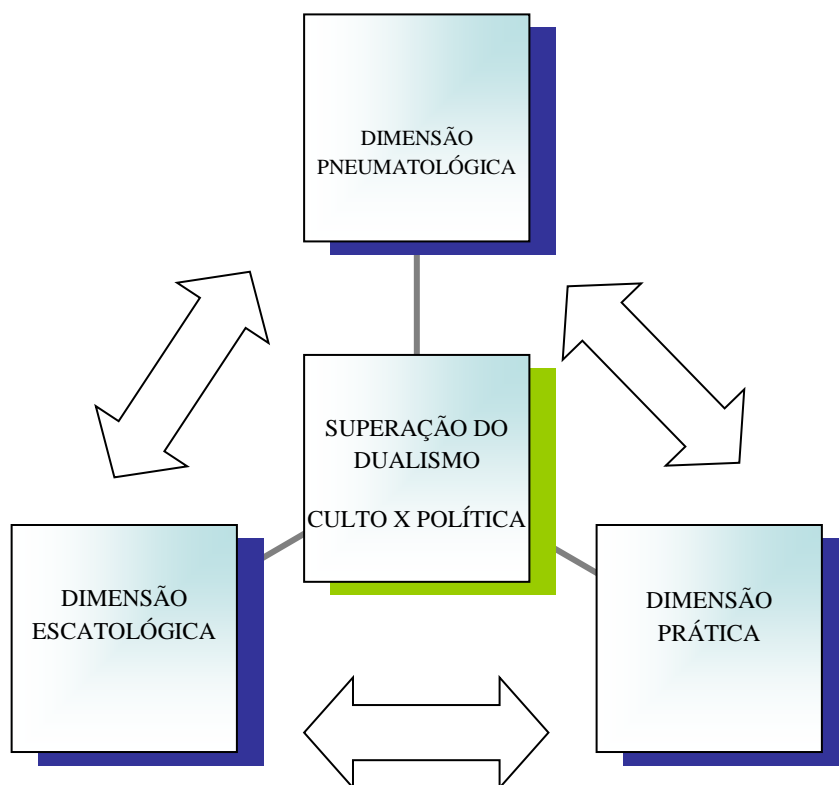 DIMENSÃO
PNEUMATOLÓGICA
SUPERAÇÃO DO
DUALISMO
CULTO X POLÍTICA
DIMENSÃO
ESCATOLÓGICA
DIMENSÃO
PRÁTICA